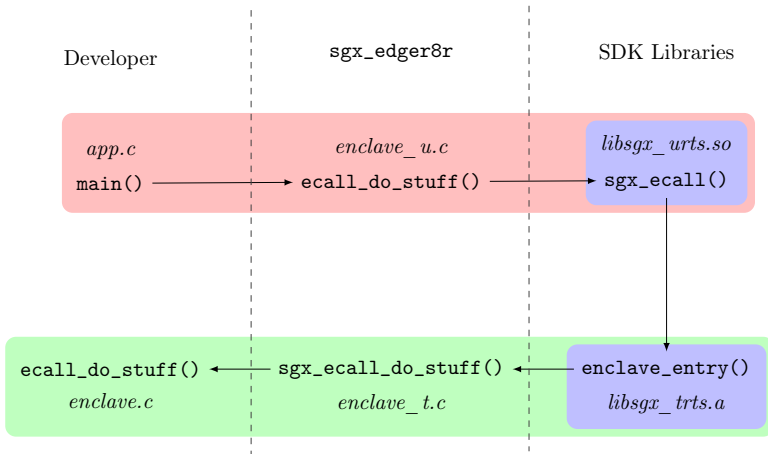 Developer
sgx_edger8r
SDK Libraries
app.c
enclave_u.c
libsgx_urts.so
main()
ecall_do_stuff()
sgx_ecall()
ecall_do_stuff()
sgx_ecall_do_stuff()
enclave_entry()
enclave.c
enclave_t.c
libsgx_trts.a